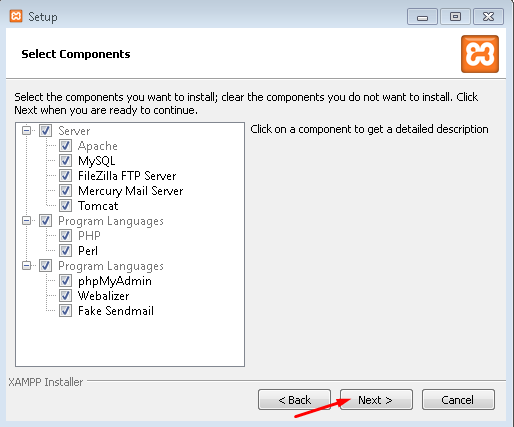 Setup
Select Components
Select the components you want to install; clear the components you do not want to install. Click
Next when you are ready to continue.
Click on a component to get a detailed description
Server
Apache
MySQL
FileZilla FTP Server
Mercury Mail Server
Tomcat
Program Languages
PHP
Perl
Program Languages
phpMyAdmin
Webalizer
Fake Sendmail
XAMPP Installer
< Back
Next >
Cancel